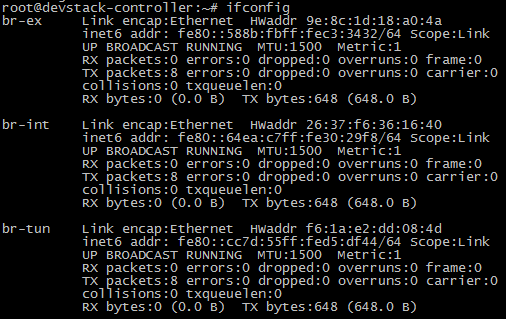 root@devstack-controller:~# ifconfig
br-ex     Link encap:Ethernet  HWaddr 9e:8c:1d:18:a0:4a
          inet6 addr: fe80::588b:fbff:fec3:3432/64 Scope:Link
          UP BROADCAST RUNNING  MTU:1500  Metric:1
          RX packets:0 errors:0 dropped:0 overruns:0 frame:0
          TX packets:8 errors:0 dropped:0 overruns:0 carrier:0
          collisions:0 txqueuelen:0
          RX bytes:0 (0.0 B)  TX bytes:648 (648.0 B)
br-int    Link encap:Ethernet  HWaddr 26:37:f6:36:16:40
          inet6 addr: fe80::64ea:c7ff:fe30:29f8/64 Scope:Link
          UP BROADCAST RUNNING  MTU:1500  Metric:1
          RX packets:0 errors:0 dropped:0 overruns:0 frame:0
          TX packets:8 errors:0 dropped:0 overruns:0 carrier:0
          collisions:0 txqueuelen:0
          RX bytes:0 (0.0 B)  TX bytes:648 (648.0 B)
br-tun    Link encap:Ethernet  HWaddr f6:1a:e2:dd:08:4d
          inet6 addr: fe80::cc7d:55ff:fed5:df44/64 Scope:Link
          UP BROADCAST RUNNING  MTU:1500  Metric:1
          RX packets:0 errors:0 dropped:0 overruns:0 frame:0
          TX packets:8 errors:0 dropped:0 overruns:0 carrier:0
          collisions:0 txqueuelen:0
          RX bytes:0 (0.0 B)  TX bytes:648 (648.0 B)